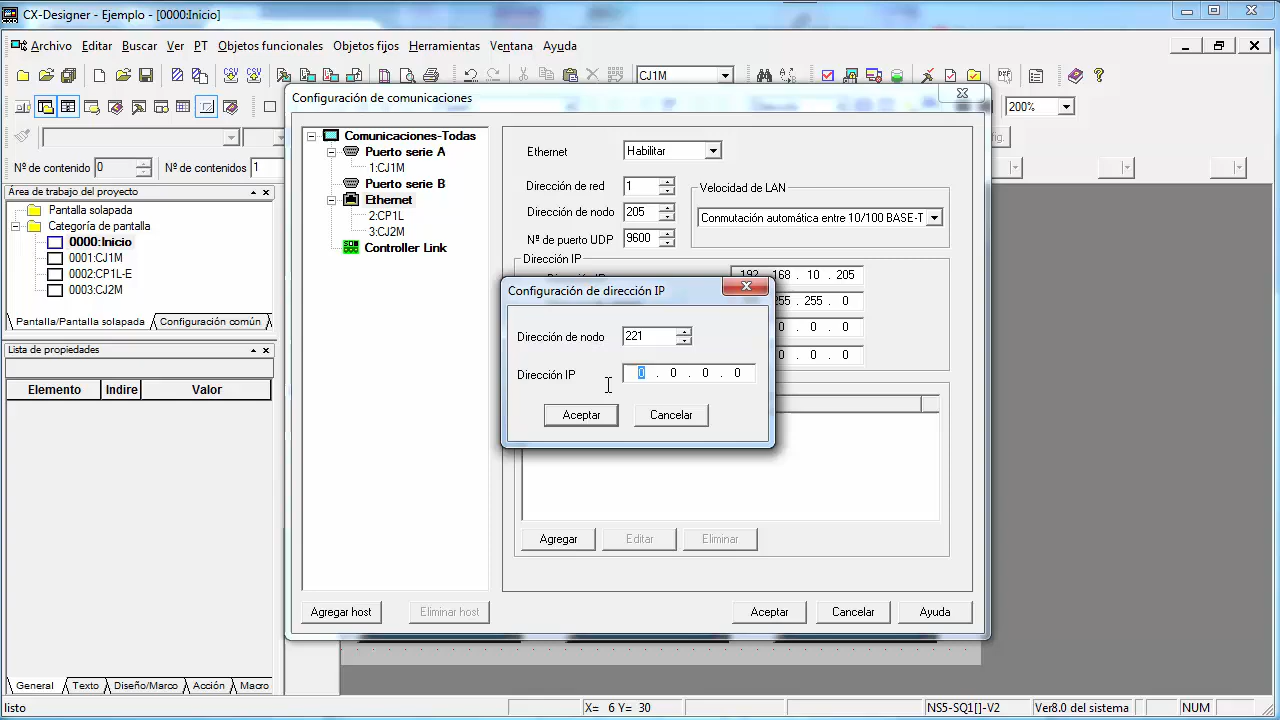 CX-Designer - Ejemplo - [0000:Inicio]
Archivo Editar Buscar Ver PT Objetos funcionales Objetos fijos Herramientas Ventana Ayuda
CJ1M
200%
Nº de contenido 0 Nº de contenidos 1
Área de trabajo del proyecto
Pantalla solapada
Categoría de pantalla
0000:Inicio
0001:CJ1M
0002:CP1L-E
0003:CJ2M
Pantalla/Pantalla solapada Configuración común
Lista de propiedades
Elemento Indire Valor
General Texto Diseño/Marco Acción Macro
Configuración de comunicaciones
Comunicaciones-Todas
Puerto serie A
1:CJ1M
Puerto serie B
Ethernet
2:CP1L
3:CJ2M
Controller Link
Agregar host Eliminar host
Ethernet Habilitar
Dirección de red 1
Dirección de nodo 205
Nº de puerto UDP 9600
Velocidad de LAN
Conmutación automática entre 10/100 BASE-T
Dirección IP
192 . 168 . 10 . 205
255 . 255 . 0
0 . 0
0 . 0
Configuración de dirección IP
Dirección de nodo 221
Dirección IP 0 . 0 . 0 . 0
Aceptar Cancelar
Agregar Editar Eliminar
Aceptar Cancelar Ayuda
listo X= 6 Y= 30 NS5-SQ1[]-V2 Ver8.0 del sistema NUM